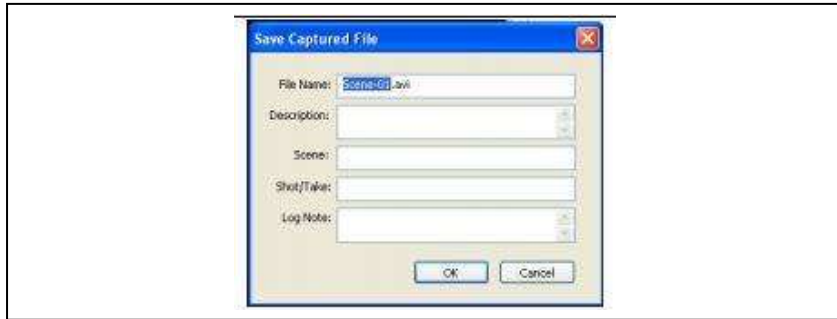 Save Captured File
File Name: Scene-01.avi
Description:
Scene:
Shot/Take:
Log Note:
OK Cancel